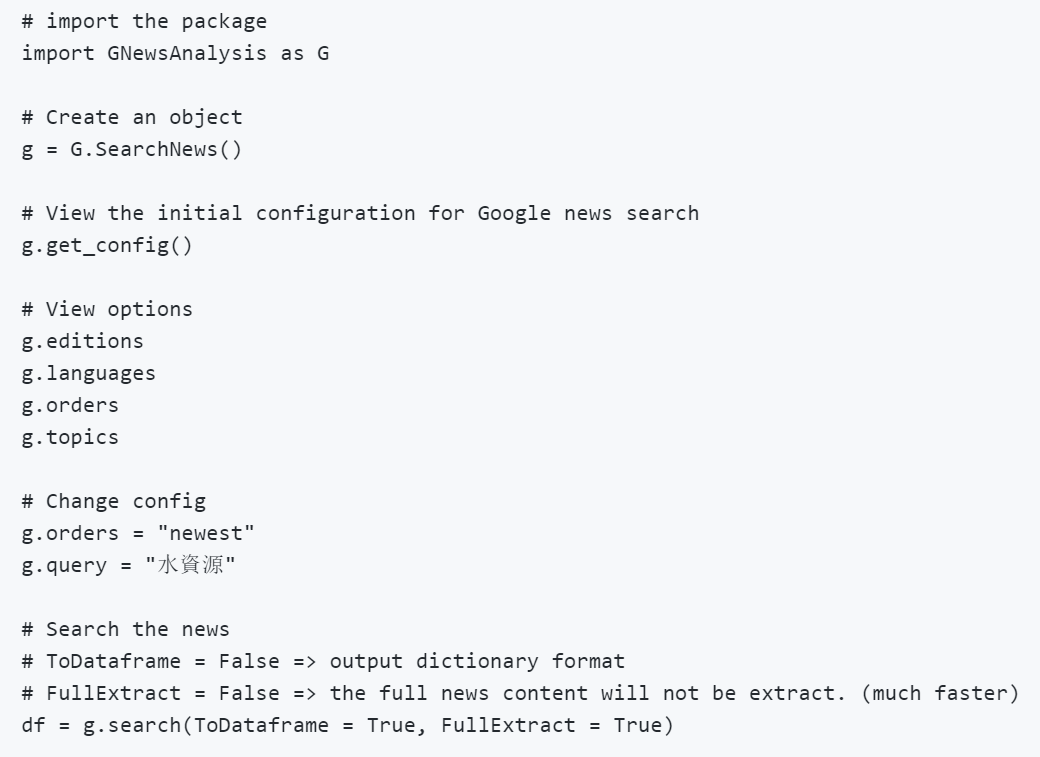 # import the package
import GNewsAnalysis as G
# Create an object
g = G.SearchNews()
# View the initial configuration for Google news search
g.get_config()
# View options
g.editions
g.languages
g.orders
g.topics
# Change config
g.orders = "newest"
g.query = "水資源"
# Search the news
# ToDataframe = False => output dictionary format
# FullExtract = False => the full news content will not be extract. (much faster)
df = g.search(ToDataframe = True, FullExtract = True)